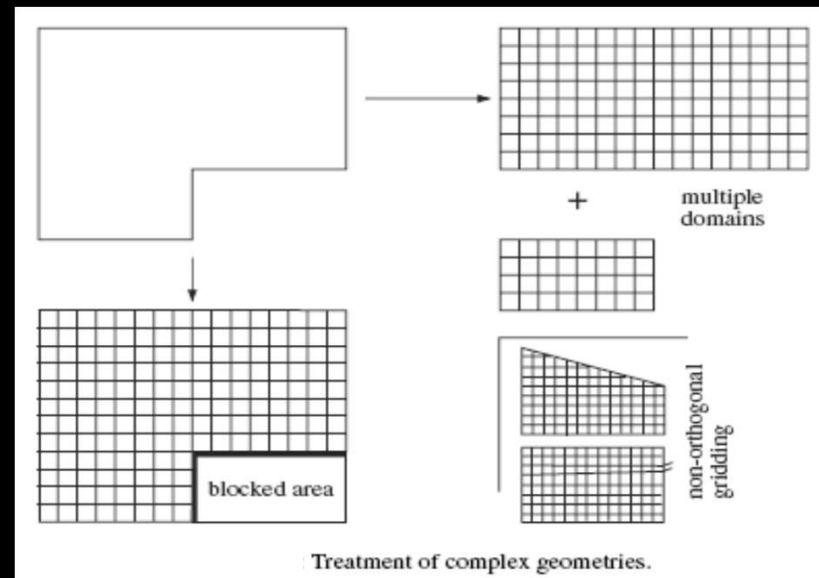 +
multiple
domains
non-orthogonal
gridding
blocked area
Treatment of complex geometries.